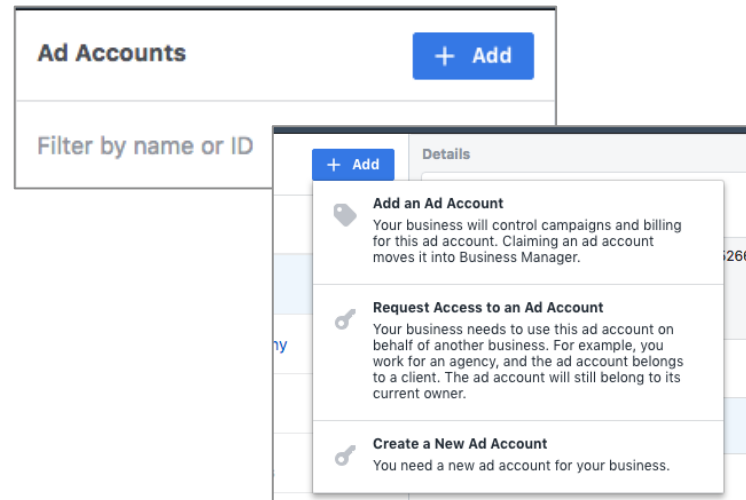 Ad Accounts
+ Add
Filter by name or ID
+ Add
Details
Add an Ad Account
Your business will control campaigns and billing
for this ad account. Claiming an ad account
moves it into Business Manager.
Request Access to an Ad Account
Your business needs to use this ad account on
behalf of another business. For example, you
work for an agency, and the ad account belongs
to a client. The ad account will still belong to its
current owner.
Create a New Ad Account
You need a new ad account for your business.